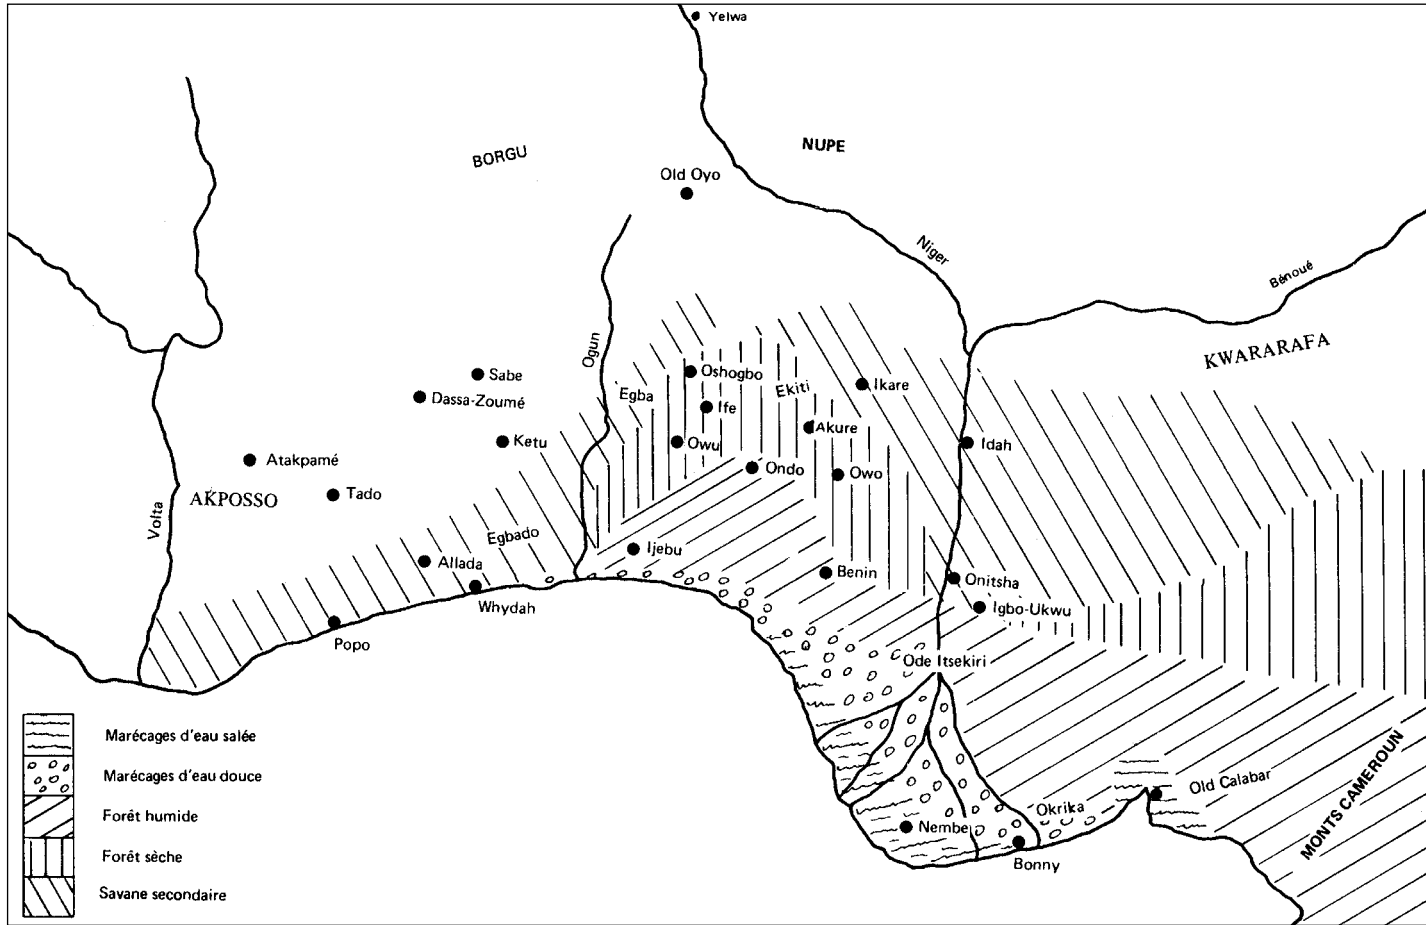 Yelwa
NUPE
BORGU
Old Oyo
Niger
Bénoué
KWARARAFA
Ogun
Sabe
Oshogbo
Egba
Ekiti
Ikare
Dassa-Zoumé
Ife
Akure
Ketu
Owu
Idah
Atakpamé
Ondo
Owo
AKPOSSO
Tado
Volta
Egbado
Ijebu
Allada
Benin
Onitsha
Whydah
Igbo-Ukwu
Popo
Ode Itsekiri
Marécages d'eau salée
Marécages d'eau douce
Forêt humide
Forêt sèche
Savane secondaire
Old Calabar
MONTS CAMEROUN
Okrika
Nembe
Bonny